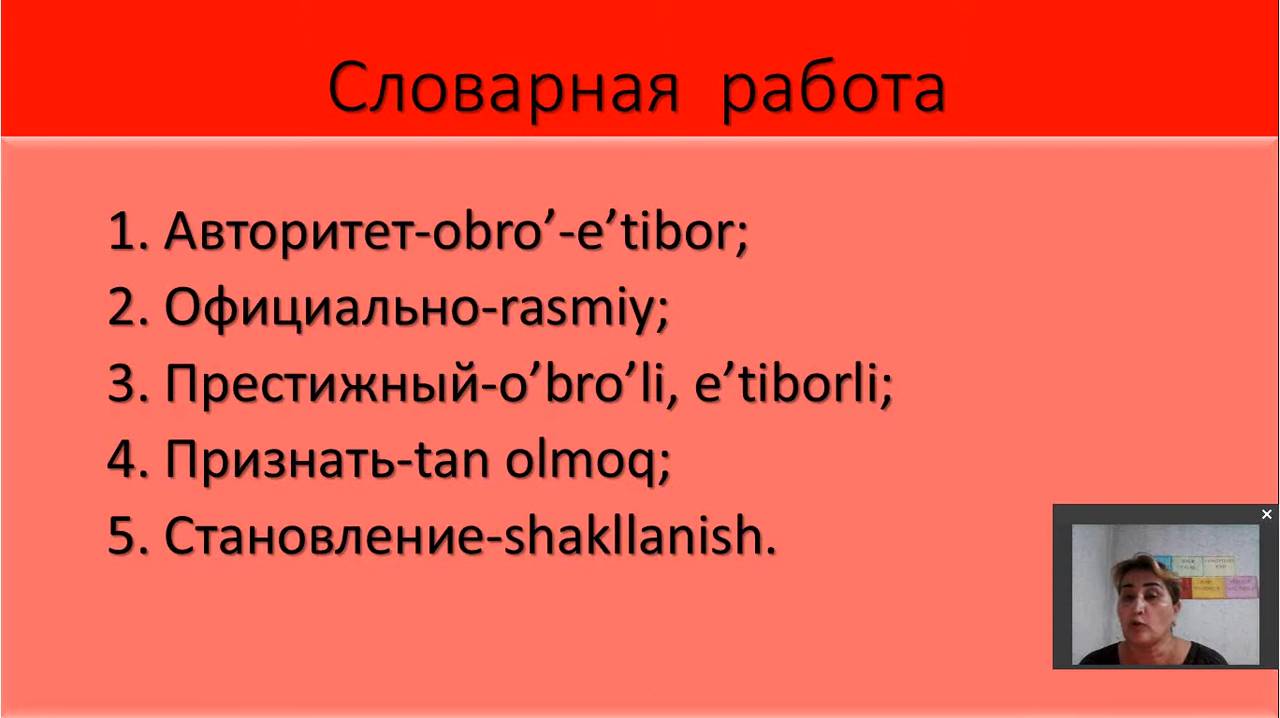 Словарная работа
1. Авторитет-obro’-e’tibor;
2. Официально-rasmiy;
3. Престижный-o’bro’li, e’tiborli;
4. Признать-tan olmoq;
5. Становление-shakllanish.